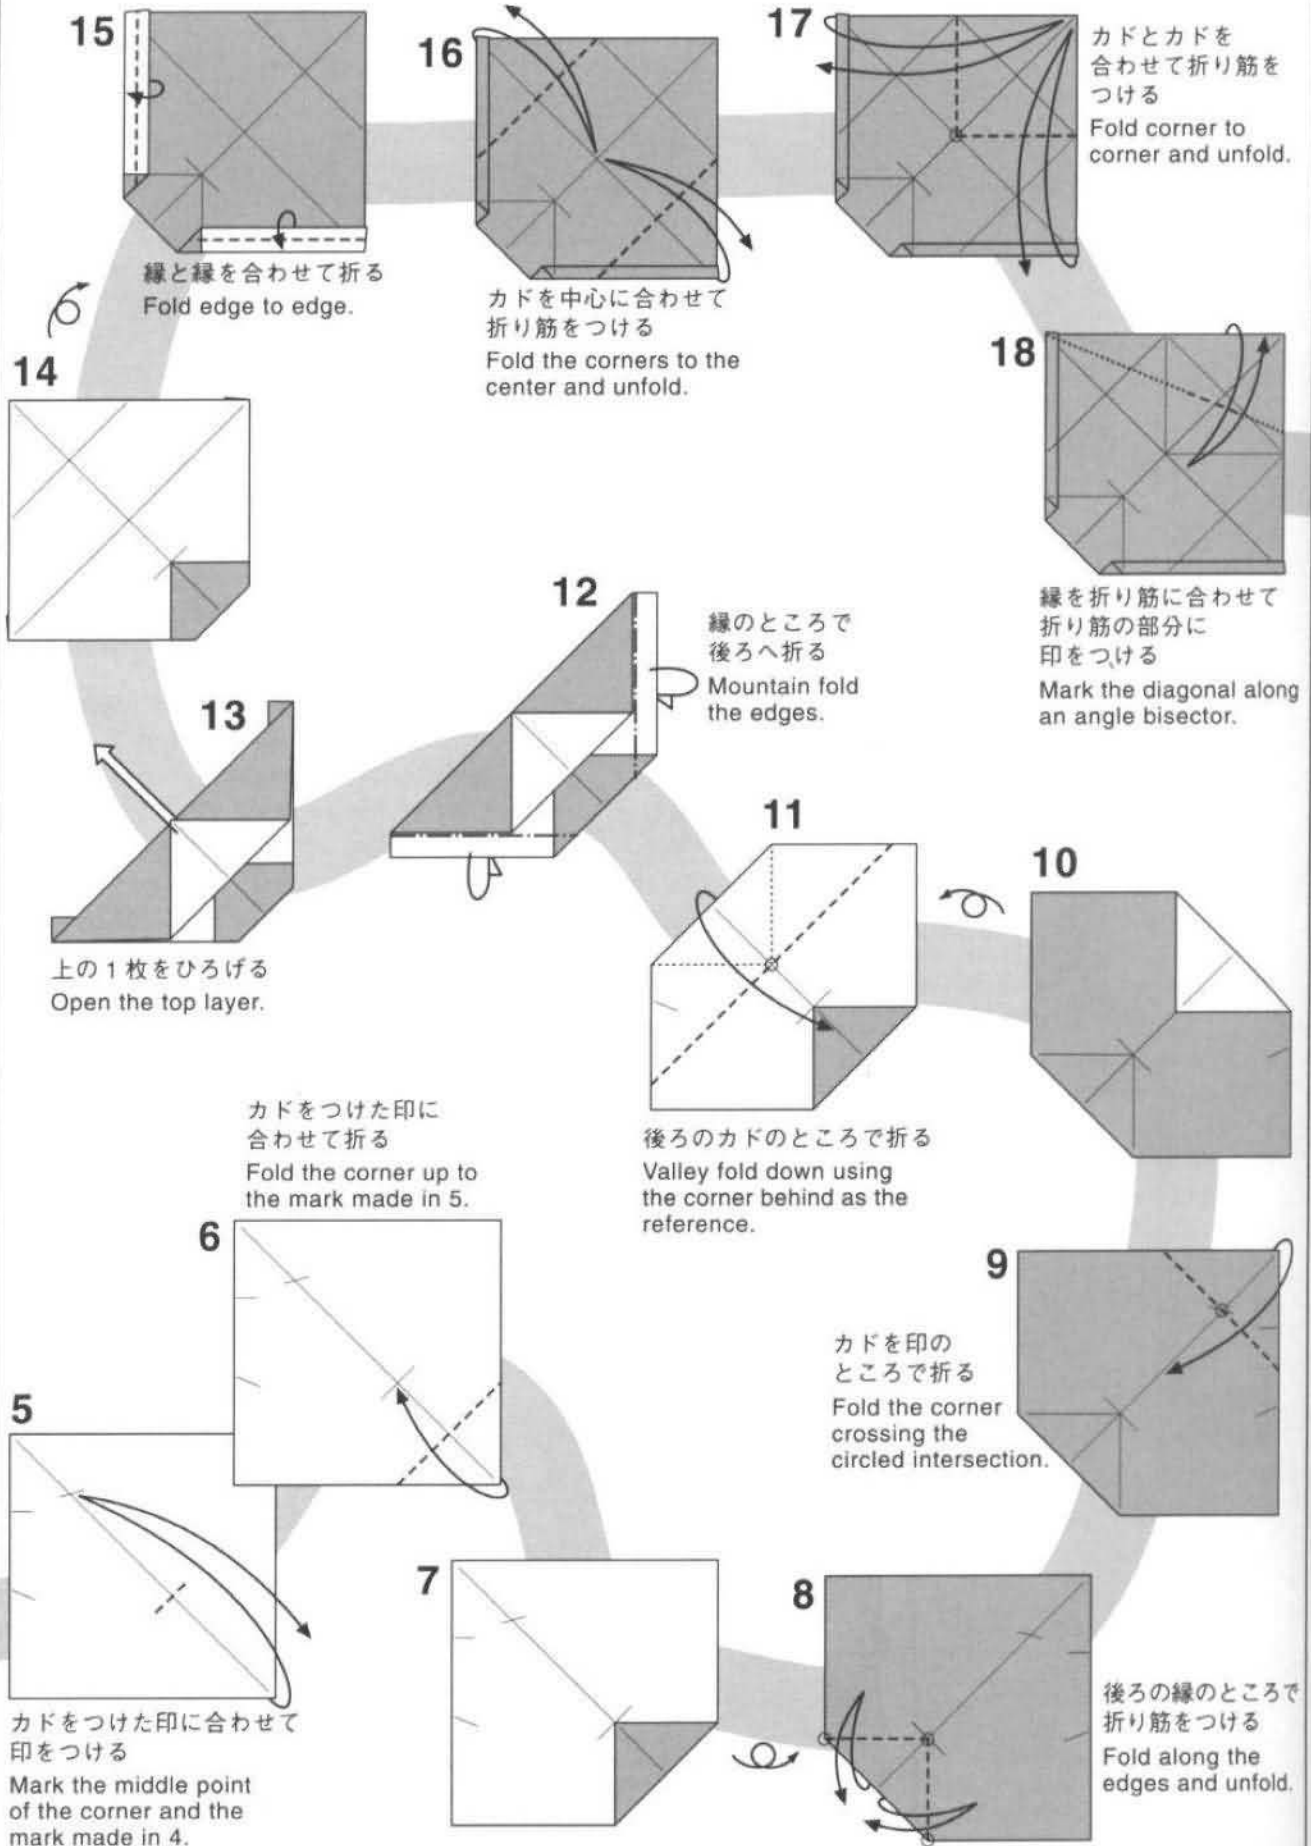 15
縁と縁を合わせて折る
Fold edge to edge.
16
カドを中心に合わせて
折り筋をつける
Fold the corners to the
center and unfold.
17
カドとカドを
合わせて折り筋を
つける
Fold corner to
corner and unfold.
18
縁を折り筋に合わせて
折り筋の部分に
印をつける
Mark the diagonal along
an angle bisector.
14
13
上の1枚をひろげる
Open the top layer.
12
縁のところで
後ろへ折る
Mountain fold
the edges.
11
後ろのカドのところで折る
Valley fold down using
the corner behind as the
reference.
10
9
カドを印の
ところで折る
Fold the corner
crossing the
circled intersection.
カドをつけた印に
合わせて折る
Fold the corner up to
the mark made in 5.
6
5
カドをつけた印に合わせて
印をつける
Mark the middle point
of the corner and the
mark made in 4.
7
8
後ろの縁のところで
折り筋をつける
Fold along the
edges and unfold.